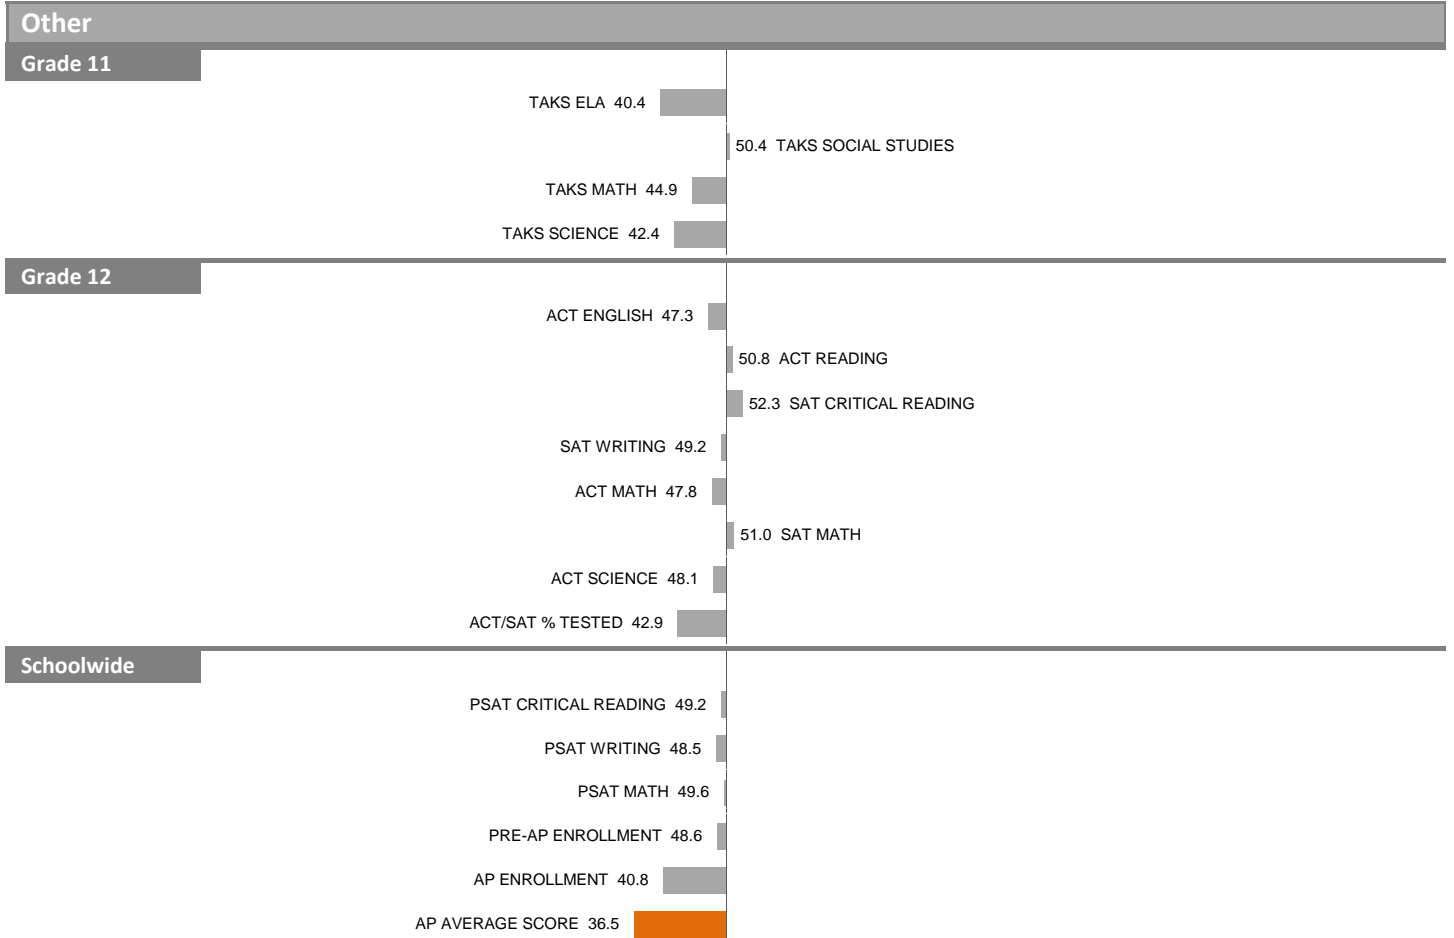 Other
Grade 11
TAKS ELA 40.4
50.4 TAKS SOCIAL STUDIES
TAKS MATH 44.9
TAKS SCIENCE 42.4
Grade 12
ACT ENGLISH 47.3
50.8 ACT READING
52.3 SAT CRITICAL READING
SAT WRITING 49.2
ACT MATH 47.8
51.0 SAT MATH
ACT SCIENCE 48.1
ACT/SAT % TESTED 42.9
Schoolwide
PSAT CRITICAL READING 49.2
PSAT WRITING 48.5
PSAT MATH 49.6
PRE-AP ENROLLMENT 48.6
AP ENROLLMENT 40.8
AP AVERAGE SCORE 36.5